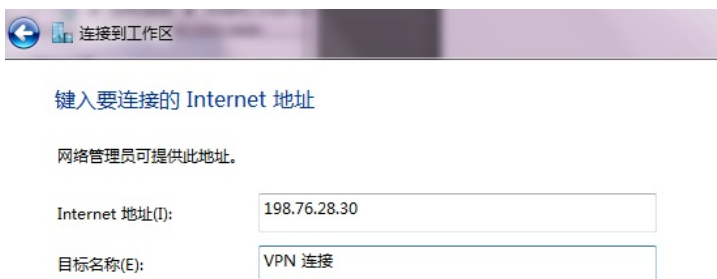 连接到工作区
键入要连接的 Internet 地址
网络管理员可提供此地址。
Internet 地址(I): 198.76.28.30
目标名称(E): VPN 连接